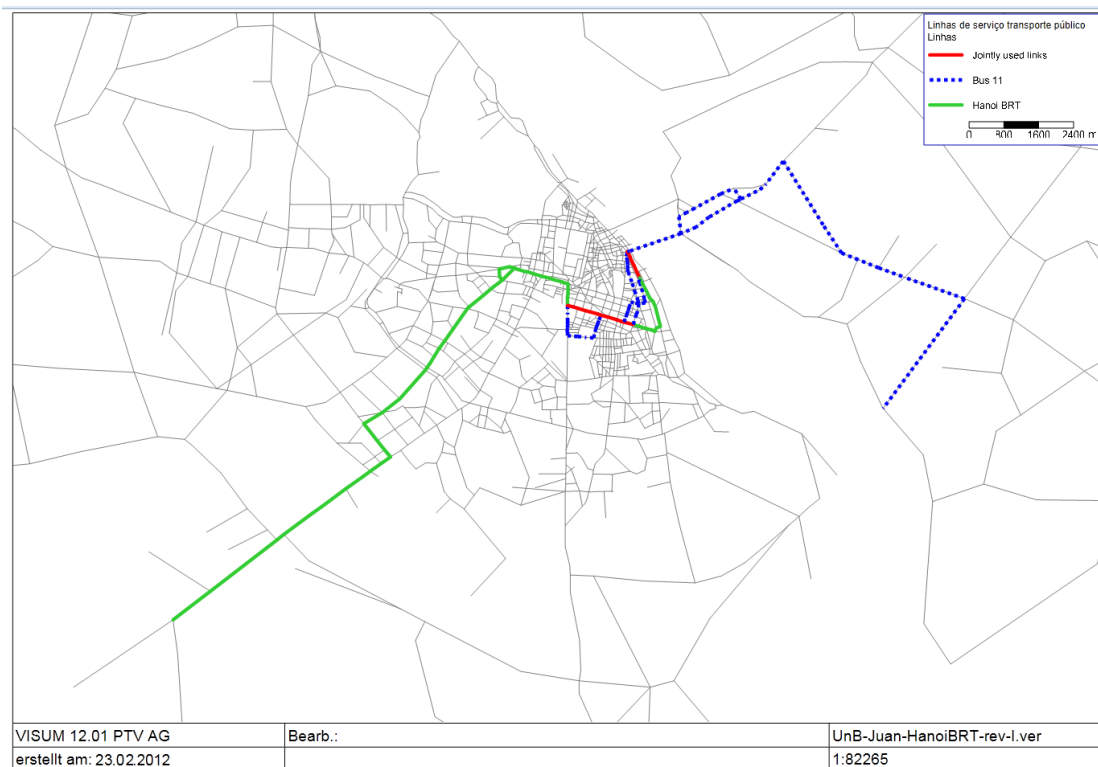 Linhas de serviço transporte público
Linhas
Jointly used links
Bus 11
Hanoi BRT
0 800 1600 2400 m
VISUM 12.01 PTV AG
Bearb.:
UnB-Juan-HanoiBRT-rev-I.ver
erstellt am: 23.02.2012
1:82265